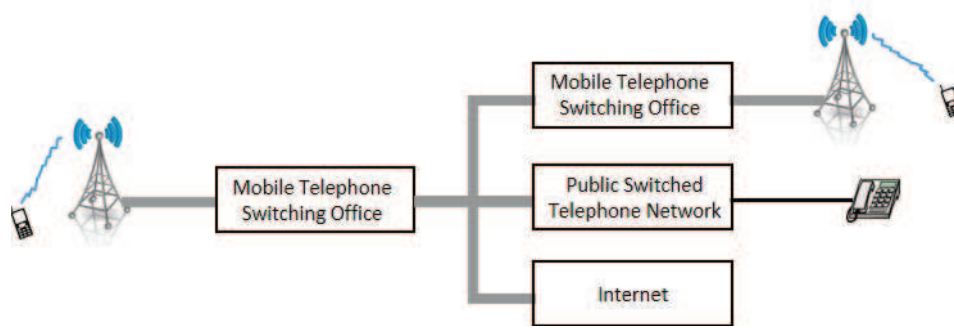 Mobile Telephone
Switching Office
Mobile Telephone
Switching Office
Public Switched
Telephone Network
Internet